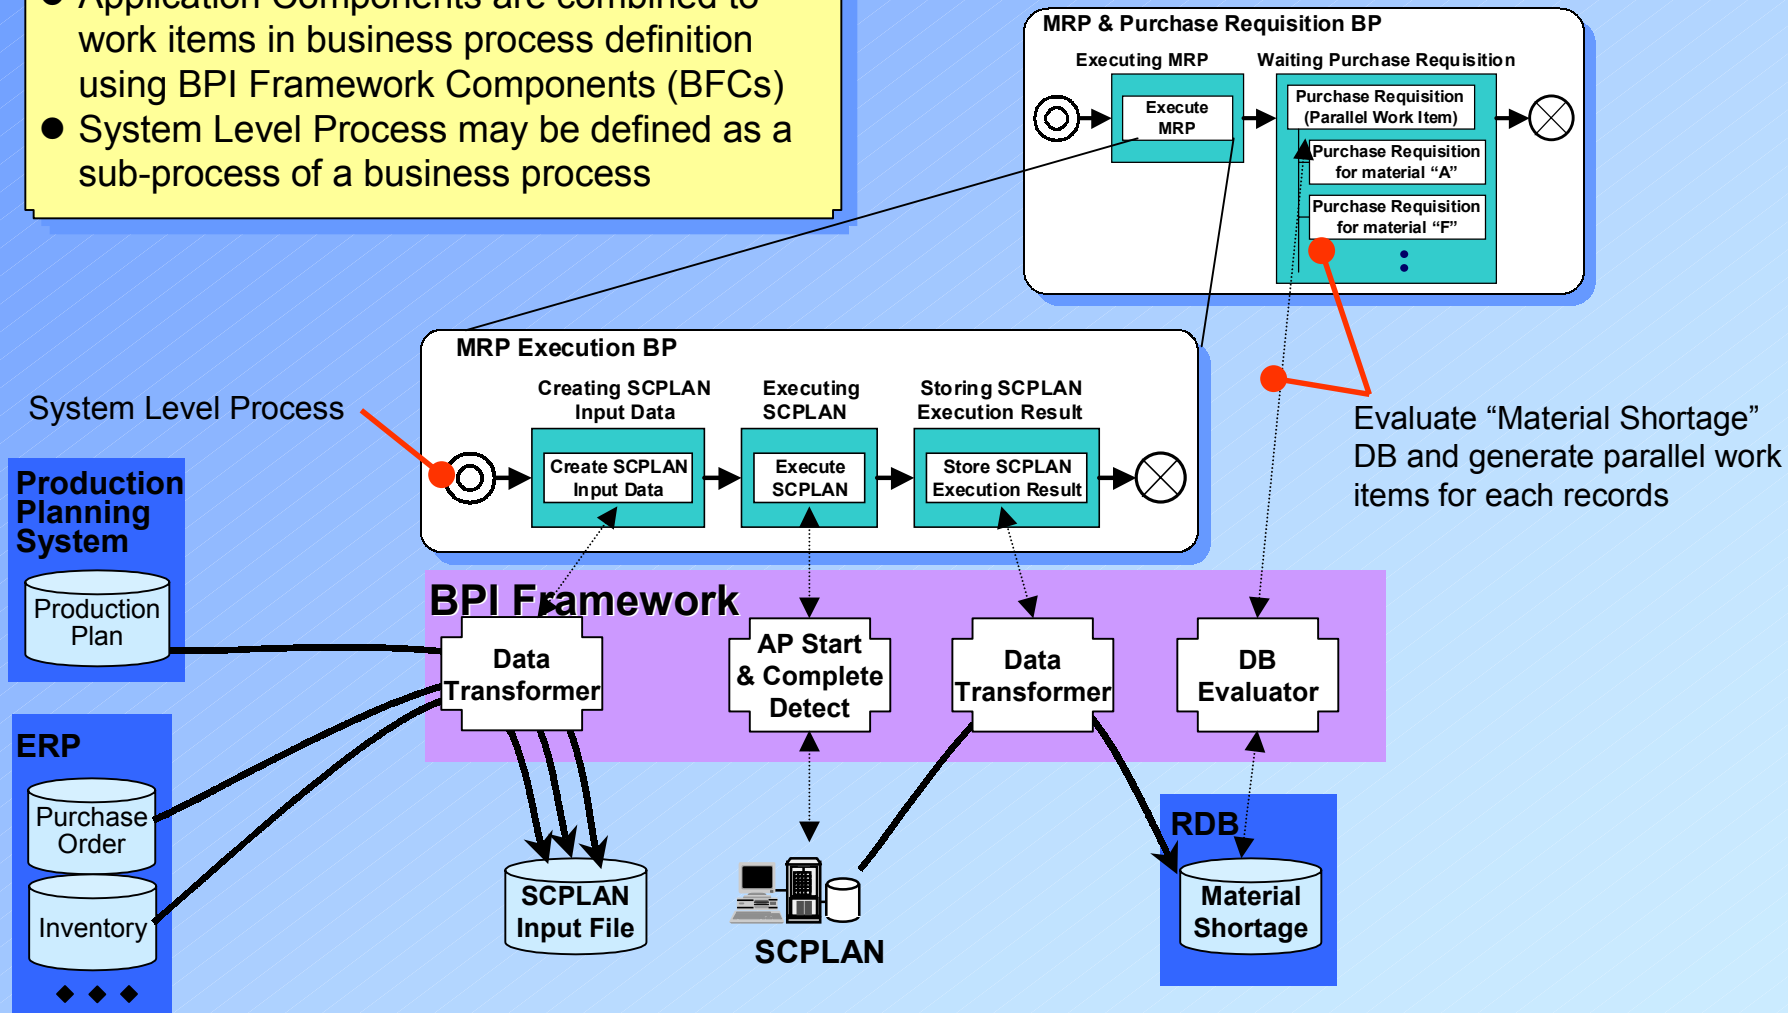 Application Components are combined to
work items in business process definition
using BPI Framework Components (BFCs)
System Level Process may be defined as a
sub-process of a business process
MRP & Purchase Requisition BP
Executing MRP
Waiting Purchase Requisition
Execute
MRP
Purchase Requisition
(Parallel Work Item)
Purchase Requisition
for material “A”
Purchase Requisition
for material “F”
MRP Execution BP
Creating SCPLAN
Input Data
Executing
SCPLAN
Storing SCPLAN
Execution Result
Create SCPLAN
Input Data
Execute
SCPLAN
Store SCPLAN
Execution Result
System Level Process
Evaluate “Material Shortage”
DB and generate parallel work
items for each records
Production
Planning
System
Production
Plan
BPI Framework
Data
Transformer
AP Start
& Complete
Detect
Data
Transformer
DB
Evaluator
ERP
Purchase
Order
Inventory
SCPLAN
Input File
SCPLAN
RDB
Material
Shortage